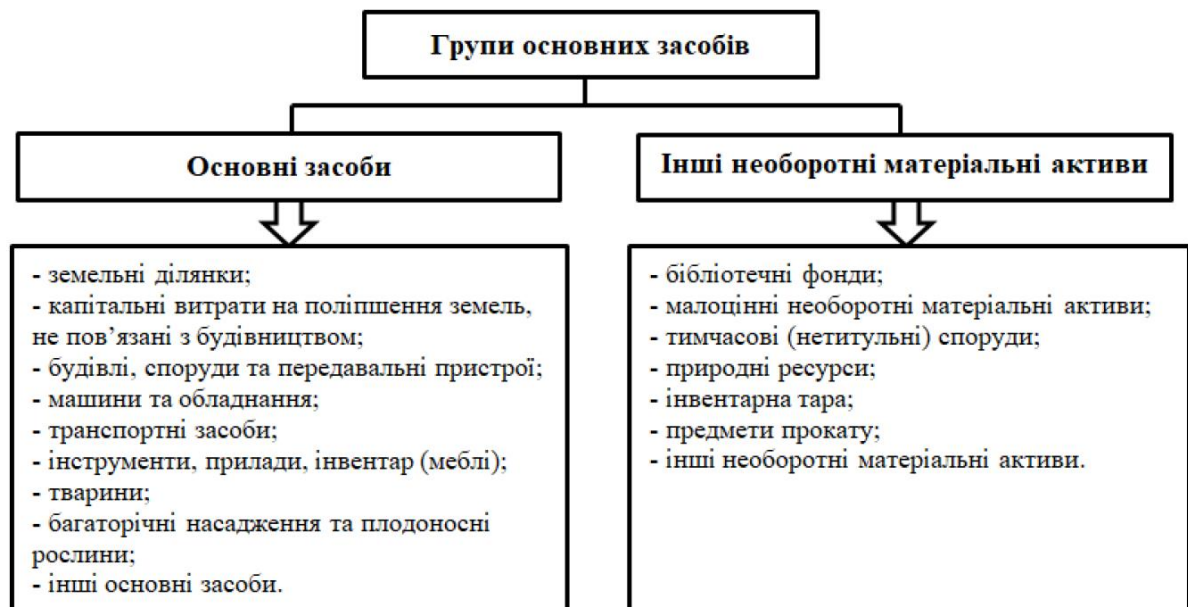 Групи основних засобів
Основні засоби
Інші необоротні матеріальні активи
- земельні ділянки;
- капітальні витрати на поліпшення земель,
не пов’язані з будівництвом;
- будівлі, споруди та передавальні пристрої;
- машини та обладнання;
- транспортні засоби;
- інструменти, прилади, інвентар (меблі);
- тварини;
- багаторічні насадження та плодоносні
рослини;
- інші основні засоби.
- бібліотечні фонди;
- малоцінні необоротні матеріальні активи;
- тимчасові (нетитульні) споруди;
- природні ресурси;
- інвентарна тара;
- предмети прокату;
- інші необоротні матеріальні активи.